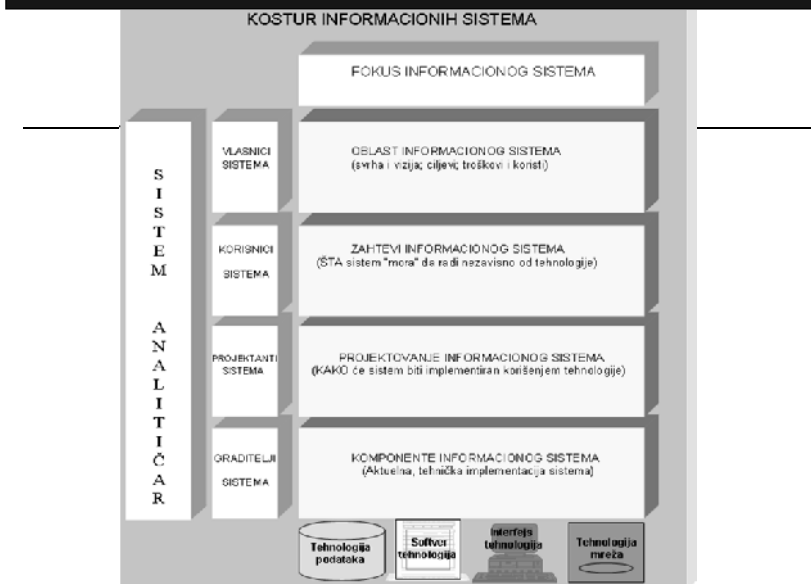 KOSTUR INFORMACIONIH SISTEMA
FOKUS INFORMACIONOG SISTEMA
SISTEM ANALITIČAR
VLASNICI
SISTEMA
OBLAST INFORMACIONOG SISTEMA
(svrha i vizija; ciljevi; troškovi i koristi)
KORISNICI
SISTEMA
ZAHTEVI INFORMACIONOG SISTEMA
(ŠTA sistem "mora" da radi nezavisno od tehnologije)
PROJEKTANTI
SISTEMA
PROJEKTOVANJE INFORMACIONOG SISTEMA
(KAKO će sistem biti implementiran korišenjem tehnologije)
GRADITELJI
SISTEMA
KOMPONENTE INFORMACIONOG SISTEMA
(Aktuelna, tehnička implementacija sistema)
Tehnologija
podataka
Softver
tehnologija
Interfejs
tehnologija
Tehnologija
mreža